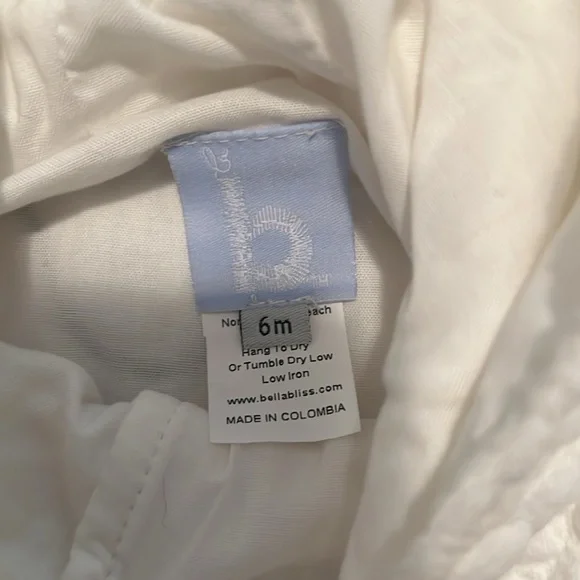 b
6m
Hang To Dry
Or Tumble Dry Low
Low Iron
www.bellabliss.com
MADE IN COLOMBIA